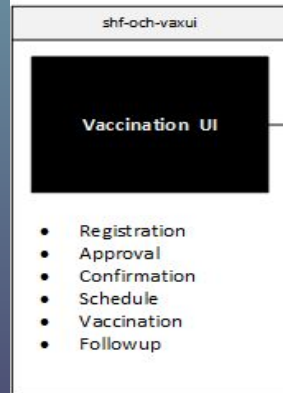 shf-och-vaxui
Vaccination UI
• Registration
• Approval
• Confirmation
• Schedule
• Vaccination
• Followup